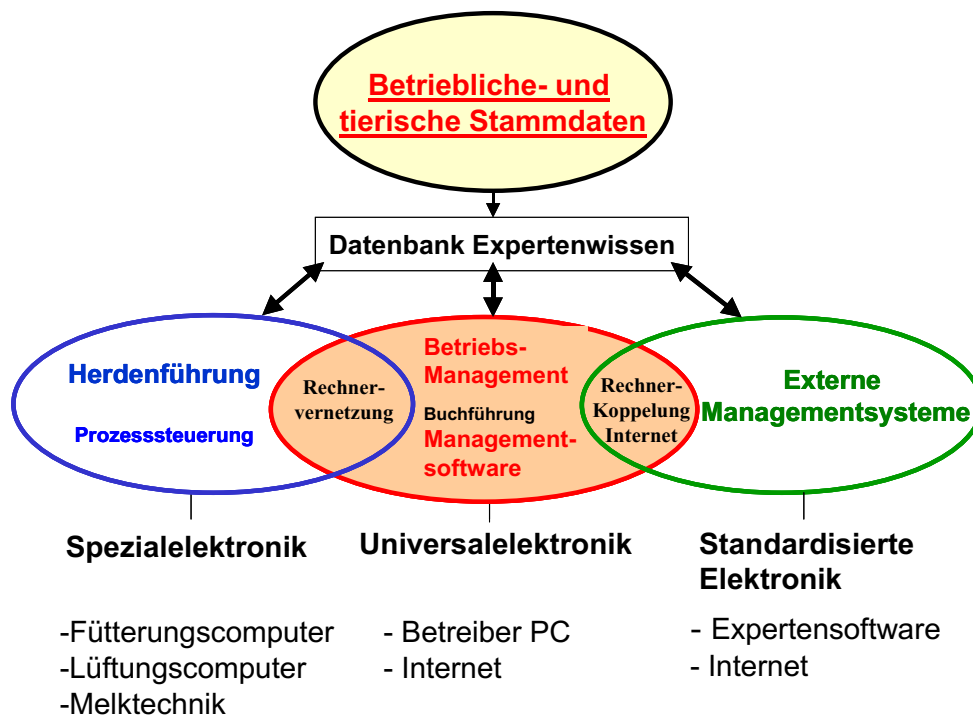 Betriebliche- und
tierische Stammdaten
Datenbank Expertenwissen
Herdenführung
Prozesssteuerung
Rechner-
vernetzung
Betriebs-
Management
Buchführung
Management-
software
Rechner-
Koppelung
Internet
Externe
Managementsysteme
Spezialelektronik
-Fütterungscomputer
-Lüftungscomputer
-Melktechnik
Universalelektronik
- Betreiber PC
- Internet
Standardisierte
Elektronik
- Expertensoftware
- Internet